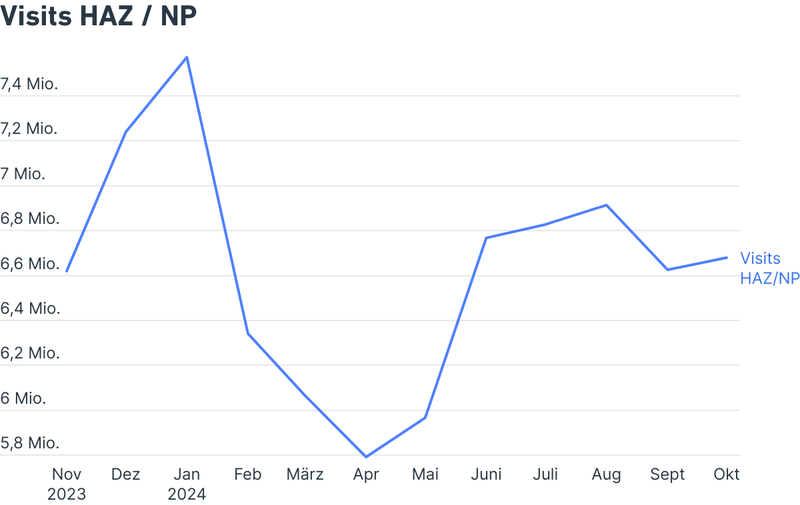 Visits HAZ / NP
7,4 Mio.
7,2 Mio.
7 Mio.
6,8 Mio.
6,6 Mio.
6,4 Mio.
6,2 Mio.
6 Mio.
5,8 Mio.
Visits
HAZ/NP
Nov Dez Jan Feb März Apr Mai Juni Juli Aug Sept Okt
2023 2024